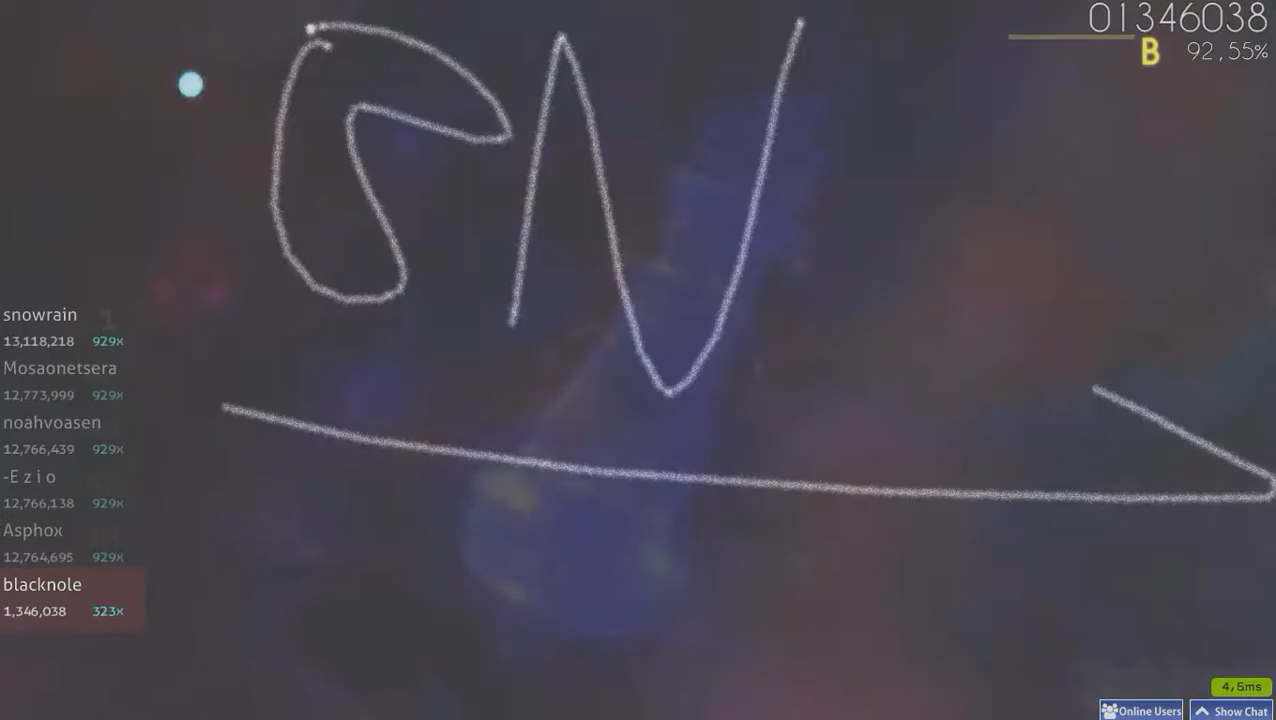 01346038
B 92,55%
SN
snowrain
13,118,218 929x
Mosaonetsera
12,773,999 929x
noahvoasen
12,766,439 929x
-E z i o
12,766,138 929x
Asphox
12,764,695 929x
blacknole
1,346,038 323x
4,5ms
Online Users Show Chat